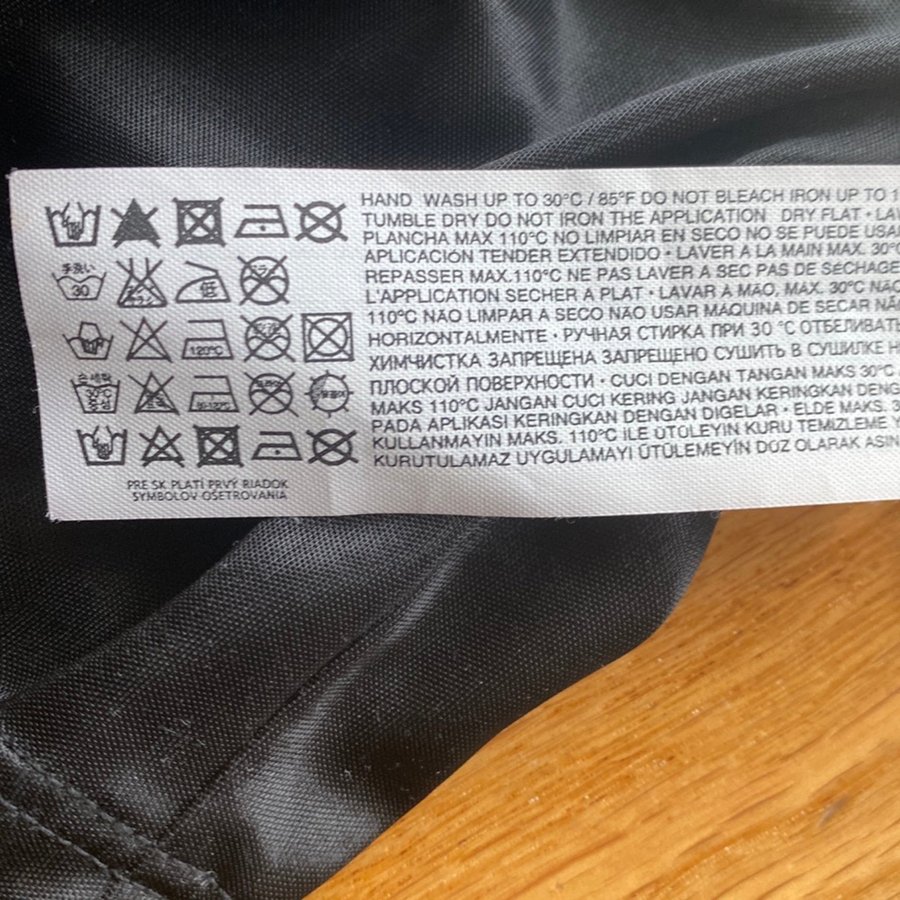 HAND WASH UP TO 30°C / 85°F DO NOT BLEACH IRON UP TO
TUMBLE DRY DO NOT IRON THE APPLICATION DRY FLAT •
PLANCHA MAX 110°C NO LIMPIAR EN SECO NO SE PUEDE
APLICACIÓN TENDER EXTENDIDO • LAVER A LA MAIN MAX. 30°C
REPASSER MAX.110°C NE PAS LAVER A SEC PAS DE SÉCHAGE
L'APPLICATION SECHER A PLAT • LAVAR A MÃO, MAX. 30°C
110°C NÃO LIMPAR A SECO NÃO USAR MÁQUINA DE SECAR
HORIZONTALMENTE • РУЧНАЯ СТИРКА ПРИ 30 °C ОТБЕЛИВАТЬ
ХИМЧИСТКА ЗАПРЕЩЕНА ЗАПРЕЩЕНО СУШИТЬ В СУШИЛКЕ
ПЛОСКОЙ ПОВЕРХНОСТИ • CUCI DENGAN TANGAN MAKS 30°C
MAKS 110°C JANGAN CUCI KERING JANGAN KERINGKAN
PADA APLIKASI KERINGKAN DENGAN DIGELAR • ELDE MAKS.
KULLANMAYIN MAKS. 110°C İLE ÜTÜLEYİN KURU TEMİZLEME
KURUTULAMAZ UYGULAMAYI ÜTÜLEMEYİN DÜZ OLARAK
手洗い
30
低
120°C
PRE SK PLATÍ PRVÝ RIADOK
SYMBOLOV OŠETROVANIA